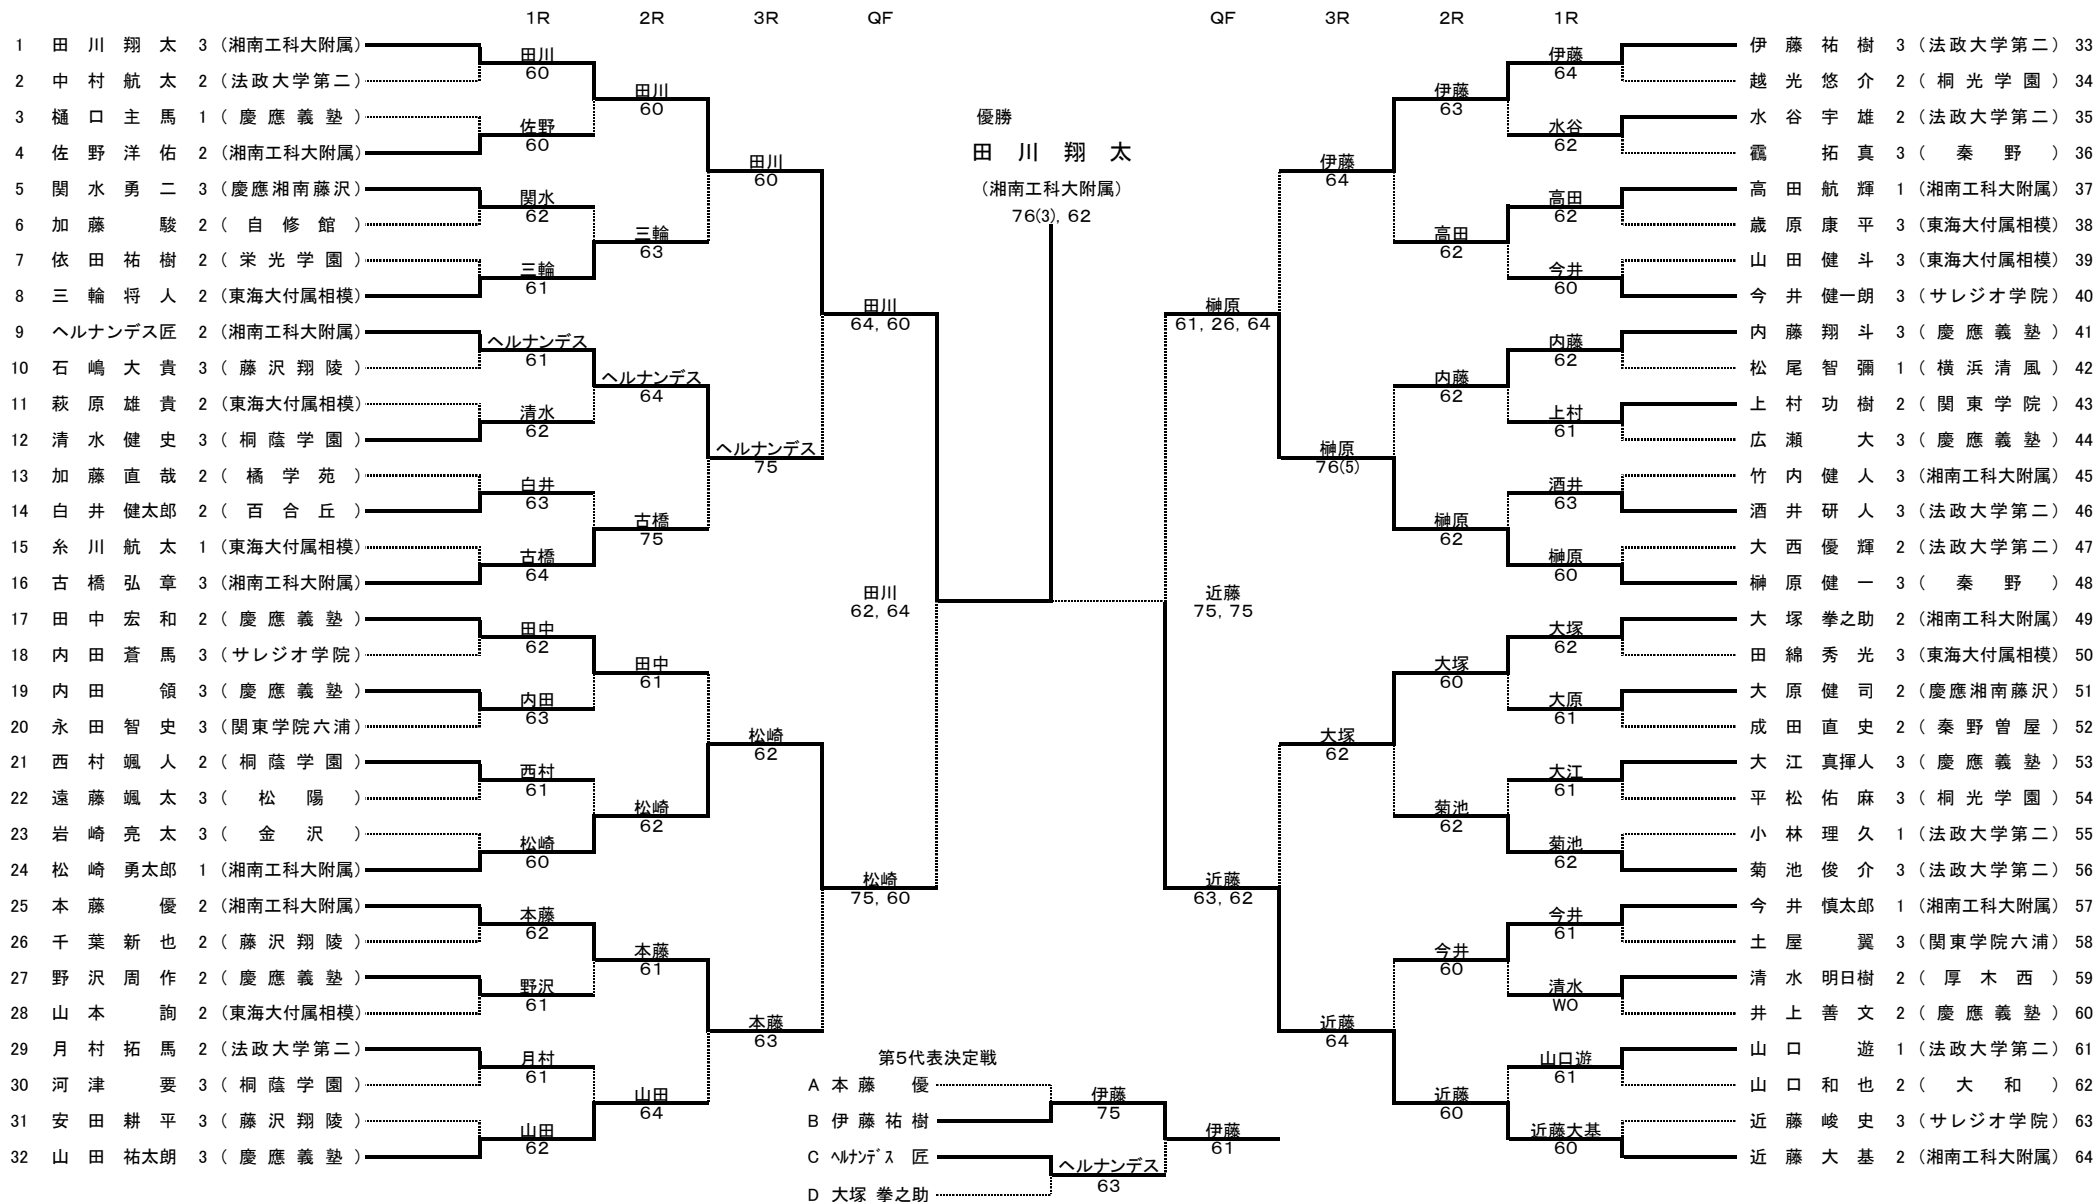 1R 2R 3R QF QF 3R 2R 1R
1 田川翔太 3 (湘南工科大附属)
2 中村航太 2 (法政大学第二)
3 樋口主馬 1 (慶應義塾)
4 佐野洋佑 2 (湘南工科大附属)
5 関水勇二 3 (慶應湘南藤沢)
6 加藤駿 2 (自修館)
7 依田祐樹 2 (栄光学園)
8 三輪将人 2 (東海大付属相模)
9 ヘルナンデス匠 2 (湘南工科大附属)
10 石嶋大貴 3 (藤沢翔陵)
11 萩原雄貴 2 (東海大付属相模)
12 清水健史 3 (桐蔭学園)
13 加藤直哉 2 (橘学苑)
14 白井健太郎 2 (百合丘)
15 糸川航太 1 (東海大付属相模)
16 古橋弘章 3 (湘南工科大附属)
17 田中宏和 2 (慶應義塾)
18 内田蒼馬 3 (サレジオ学院)
19 内田領 3 (慶應義塾)
20 永田智史 3 (関東学院六浦)
21 西村颯人 2 (桐蔭学園)
22 遠藤颯太 3 (松陽)
23 岩崎亮太 3 (金沢)
24 松崎勇太郎 1 (湘南工科大附属)
25 本藤優 2 (湘南工科大附属)
26 千葉新也 2 (藤沢翔陵)
27 野沢周作 2 (慶應義塾)
28 山本詢 2 (東海大付属相模)
29 月村拓馬 2 (法政大学第二)
30 河津要 3 (桐蔭学園)
31 安田耕平 3 (藤沢翔陵)
32 山田祐太朗 3 (慶應義塾)
田川
60
佐野
60
関水
62
三輪
61
ヘルナンデス
61
清水
62
白井
63
古橋
64
田中
62
内田
63
西村
61
松崎
60
本藤
62
野沢
61
月村
61
山田
62
田川
60
三輪
63
ヘルナンデス
64
古橋
75
田中
61
松崎
62
本藤
61
山田
64
田川
60
ヘルナンデス
75
松崎
62
本藤
63
田川
64, 60
松崎
75, 60
田川
62, 64
優勝
田川翔太
(湘南工科大附属)
76(3), 62
近藤
75, 75
榊原
61, 26, 64
近藤
63, 62
伊藤
64
榊原
76(5)
大塚
62
近藤
64
伊藤
63
高田
62
内藤
62
榊原
62
大塚
60
菊池
62
今井
60
近藤
60
伊藤
64
水谷
62
高田
62
今井
60
内藤
62
上村
61
酒井
63
榊原
60
大塚
62
大原
61
大江
61
菊池
62
今井
61
清水
WO
山口遊
61
近藤大基
60
伊藤祐樹 3 (法政大学第二) 33
越光悠介 2 (桐光学園) 34
水谷宇雄 2 (法政大学第二) 35
靏拓真 3 (秦野) 36
高田航輝 1 (湘南工科大附属) 37
歳原康平 3 (東海大付属相模) 38
山田健斗 3 (東海大付属相模) 39
今井健一朗 3 (サレジオ学院) 40
内藤翔斗 3 (慶應義塾) 41
松尾智彌 1 (横浜清風) 42
上村功樹 2 (関東学院) 43
広瀬大 3 (慶應義塾) 44
竹内健人 3 (湘南工科大附属) 45
酒井研人 3 (法政大学第二) 46
大西優輝 2 (法政大学第二) 47
榊原健一 3 (秦野) 48
大塚拳之助 2 (湘南工科大附属) 49
田綿秀光 3 (東海大付属相模) 50
大原健司 2 (慶應湘南藤沢) 51
成田直史 2 (秦野曽屋) 52
大江真揮人 3 (慶應義塾) 53
平松佑麻 3 (桐光学園) 54
小林理久 1 (法政大学第二) 55
菊池俊介 3 (法政大学第二) 56
今井慎太郎 1 (湘南工科大附属) 57
土屋翼 3 (関東学院六浦) 58
清水明日樹 2 (厚木西) 59
井上善文 2 (慶應義塾) 60
山口遊 1 (法政大学第二) 61
山口和也 2 (大和) 62
近藤峻史 3 (サレジオ学院) 63
近藤大基 2 (湘南工科大附属) 64
第5代表決定戦
A 本藤優
B 伊藤祐樹
C ヘルナンデス 匠
D 大塚 拳之助
伊藤
75
ヘルナンデス
63
伊藤
61